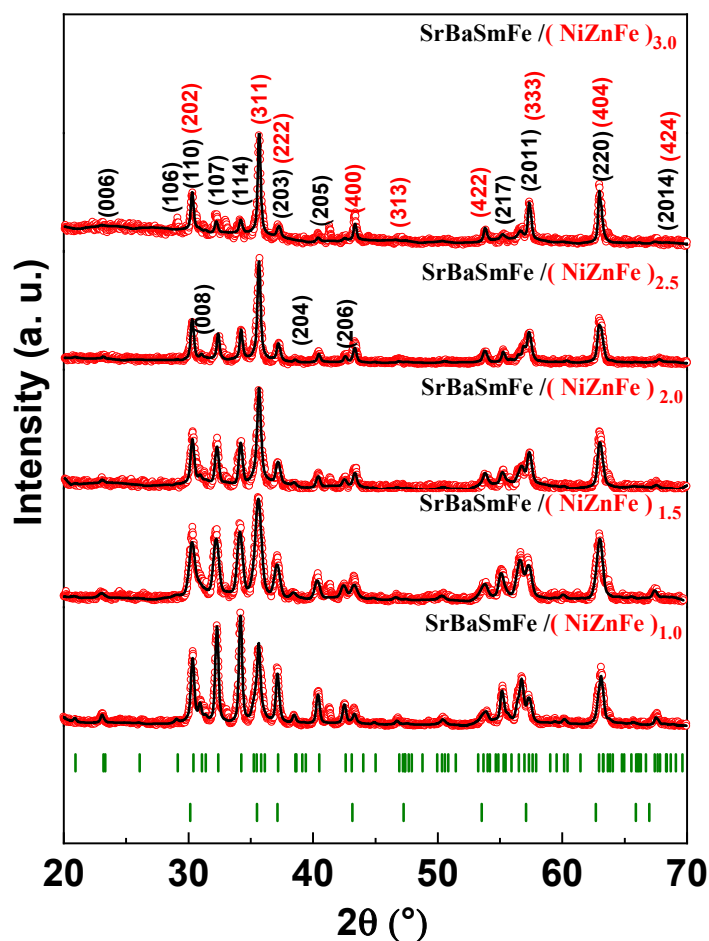 SrBaSmFe /( NiZnFe )3.0
(006)
(106)
(110) (202)
(107)
(114)
(311)
(203) (222)
(205)
(400)
(313)
(422)
(217)
(2011) (333)
(220) (404)
(2014) (424)
SrBaSmFe /( NiZnFe ) 2.5
(008)
(204)
(206)
SrBaSmFe /( NiZnFe ) 2.0
SrBaSmFe /( NiZnFe ) 1.5
SrBaSmFe /( NiZnFe )1.0
Intensity (a. u.)
20 30 40 50 60 70
2θ (°)